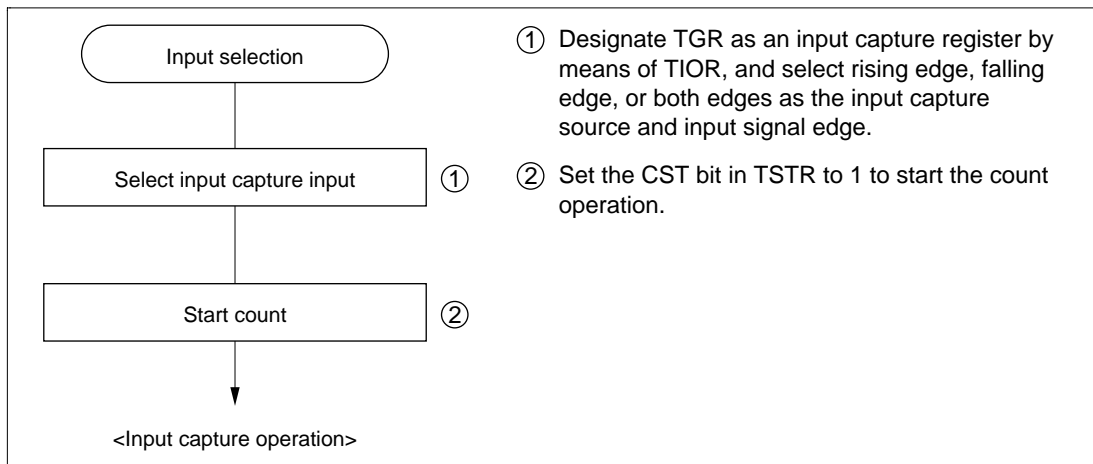 Input selection
Select input capture input
①
Start count
②
<Input capture operation>
① Designate TGR as an input capture register by
means of TIOR, and select rising edge, falling
edge, or both edges as the input capture
source and input signal edge.
② Set the CST bit in TSTR to 1 to start the count
operation.